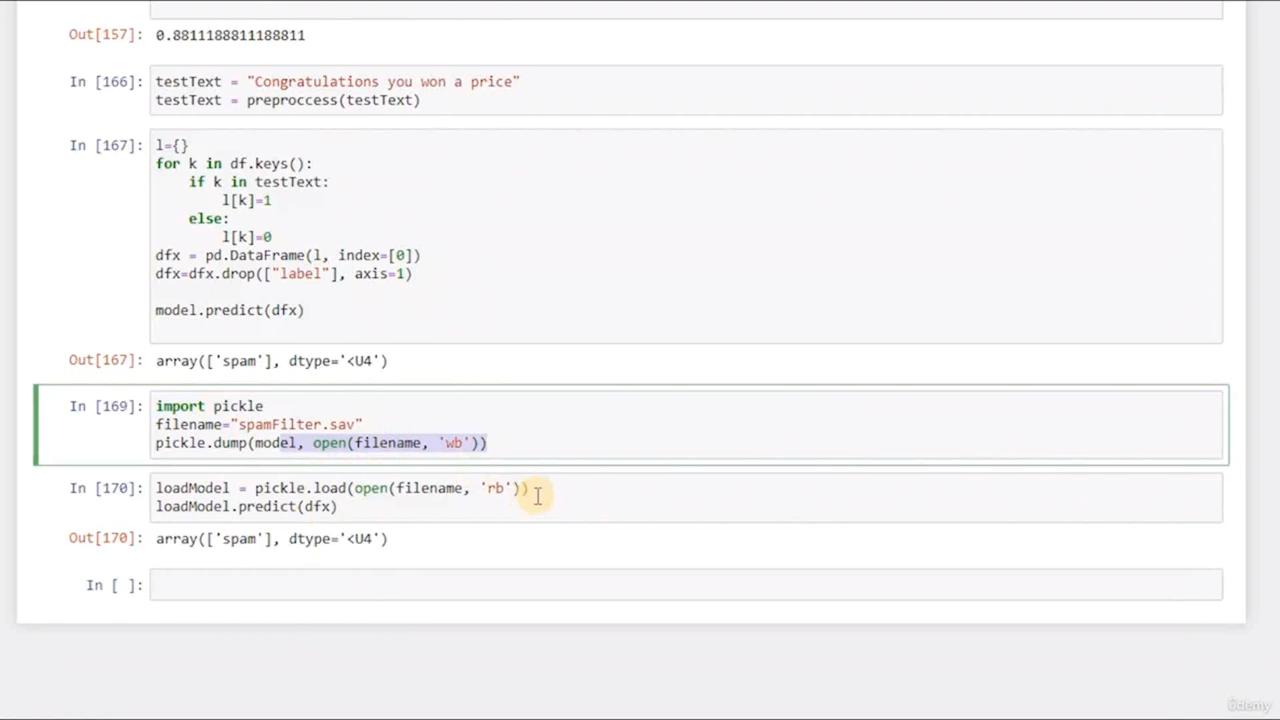 Out[157]: 0.8811188811188811
In [166]: testText = "Congratulations you won a price"
testText = preproccess(testText)
In [167]: l={}
for k in df.keys():
    if k in testText:
        l[k]=1
    else:
        l[k]=0
dfx = pd.DataFrame(l, index=[0])
dfx=dfx.drop(["label"], axis=1)
model.predict(dfx)
Out[167]: array(['spam'], dtype='<U4')
In [169]: import pickle
filename="spamFilter.sav"
pickle.dump(model, open(filename, 'wb'))
In [170]: loadModel = pickle.load(open(filename, 'rb'))
loadModel.predict(dfx)
Out[170]: array(['spam'], dtype='<U4')
In [ ]:
ûdemy